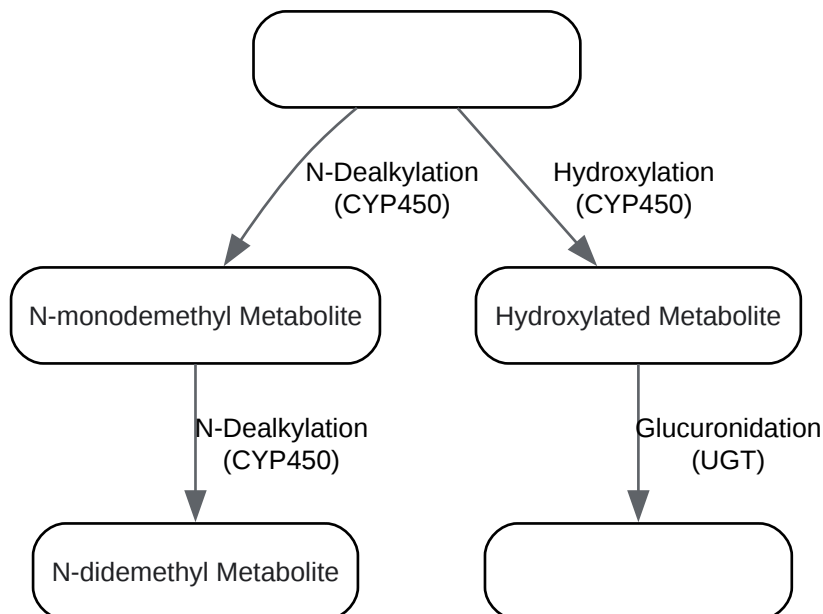 N-Dealkylation
(CYP450)
Hydroxylation
(CYP450)
N-monodemethyl Metabolite
Hydroxylated Metabolite
N-Dealkylation
(CYP450)
Glucuronidation
(UGT)
N-didemethyl Metabolite